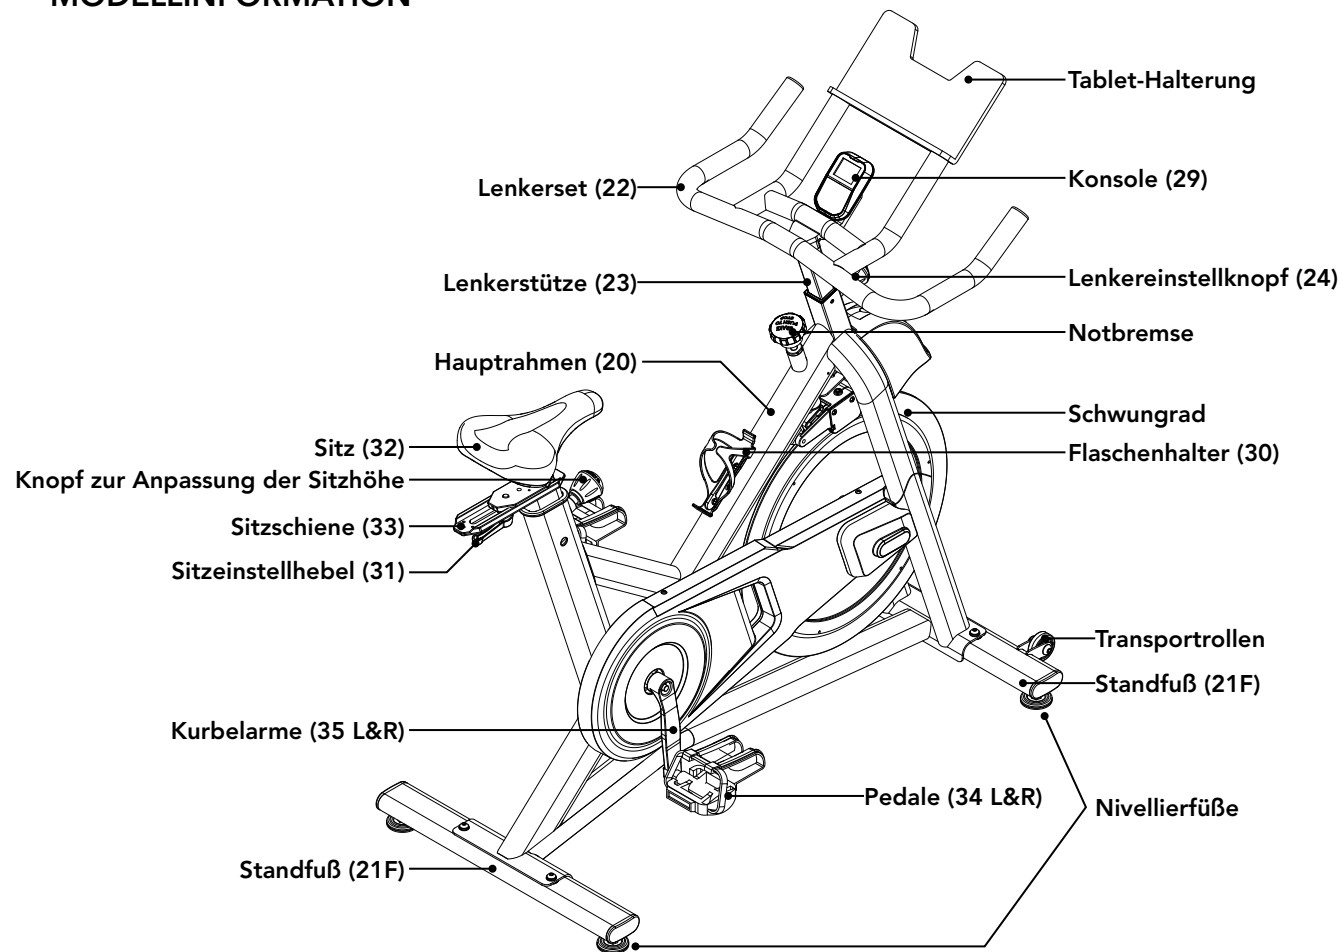 MODELLINFORMATION
Tablet-Halterung
Lenkerset (22)
Konsole (29)
Lenkerstütze (23)
Lenkereinstellknopf (24)
Notbremse
Hauptrahmen (20)
Schwungrad
Sitz (32)
Flaschenhalter (30)
Knopf zur Anpassung der Sitzhöhe
Sitzschiene (33)
Sitzeinstellhebel (31)
Transportrollen
Standfuß (21F)
Kurbelarme (35 L&R)
Pedale (34 L&R)
Nivellierfüße
Standfuß (21F)